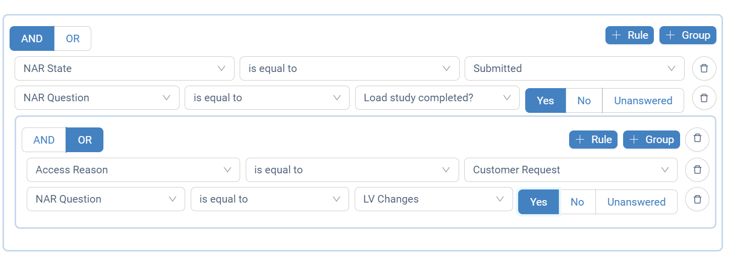 AND OR + Rule + Group
NAR State is equal to Submitted
NAR Question is equal to Load study completed? Yes No Unanswered
AND OR + Rule + Group
Access Reason is equal to Customer Request
NAR Question is equal to LV Changes Yes No Unanswered